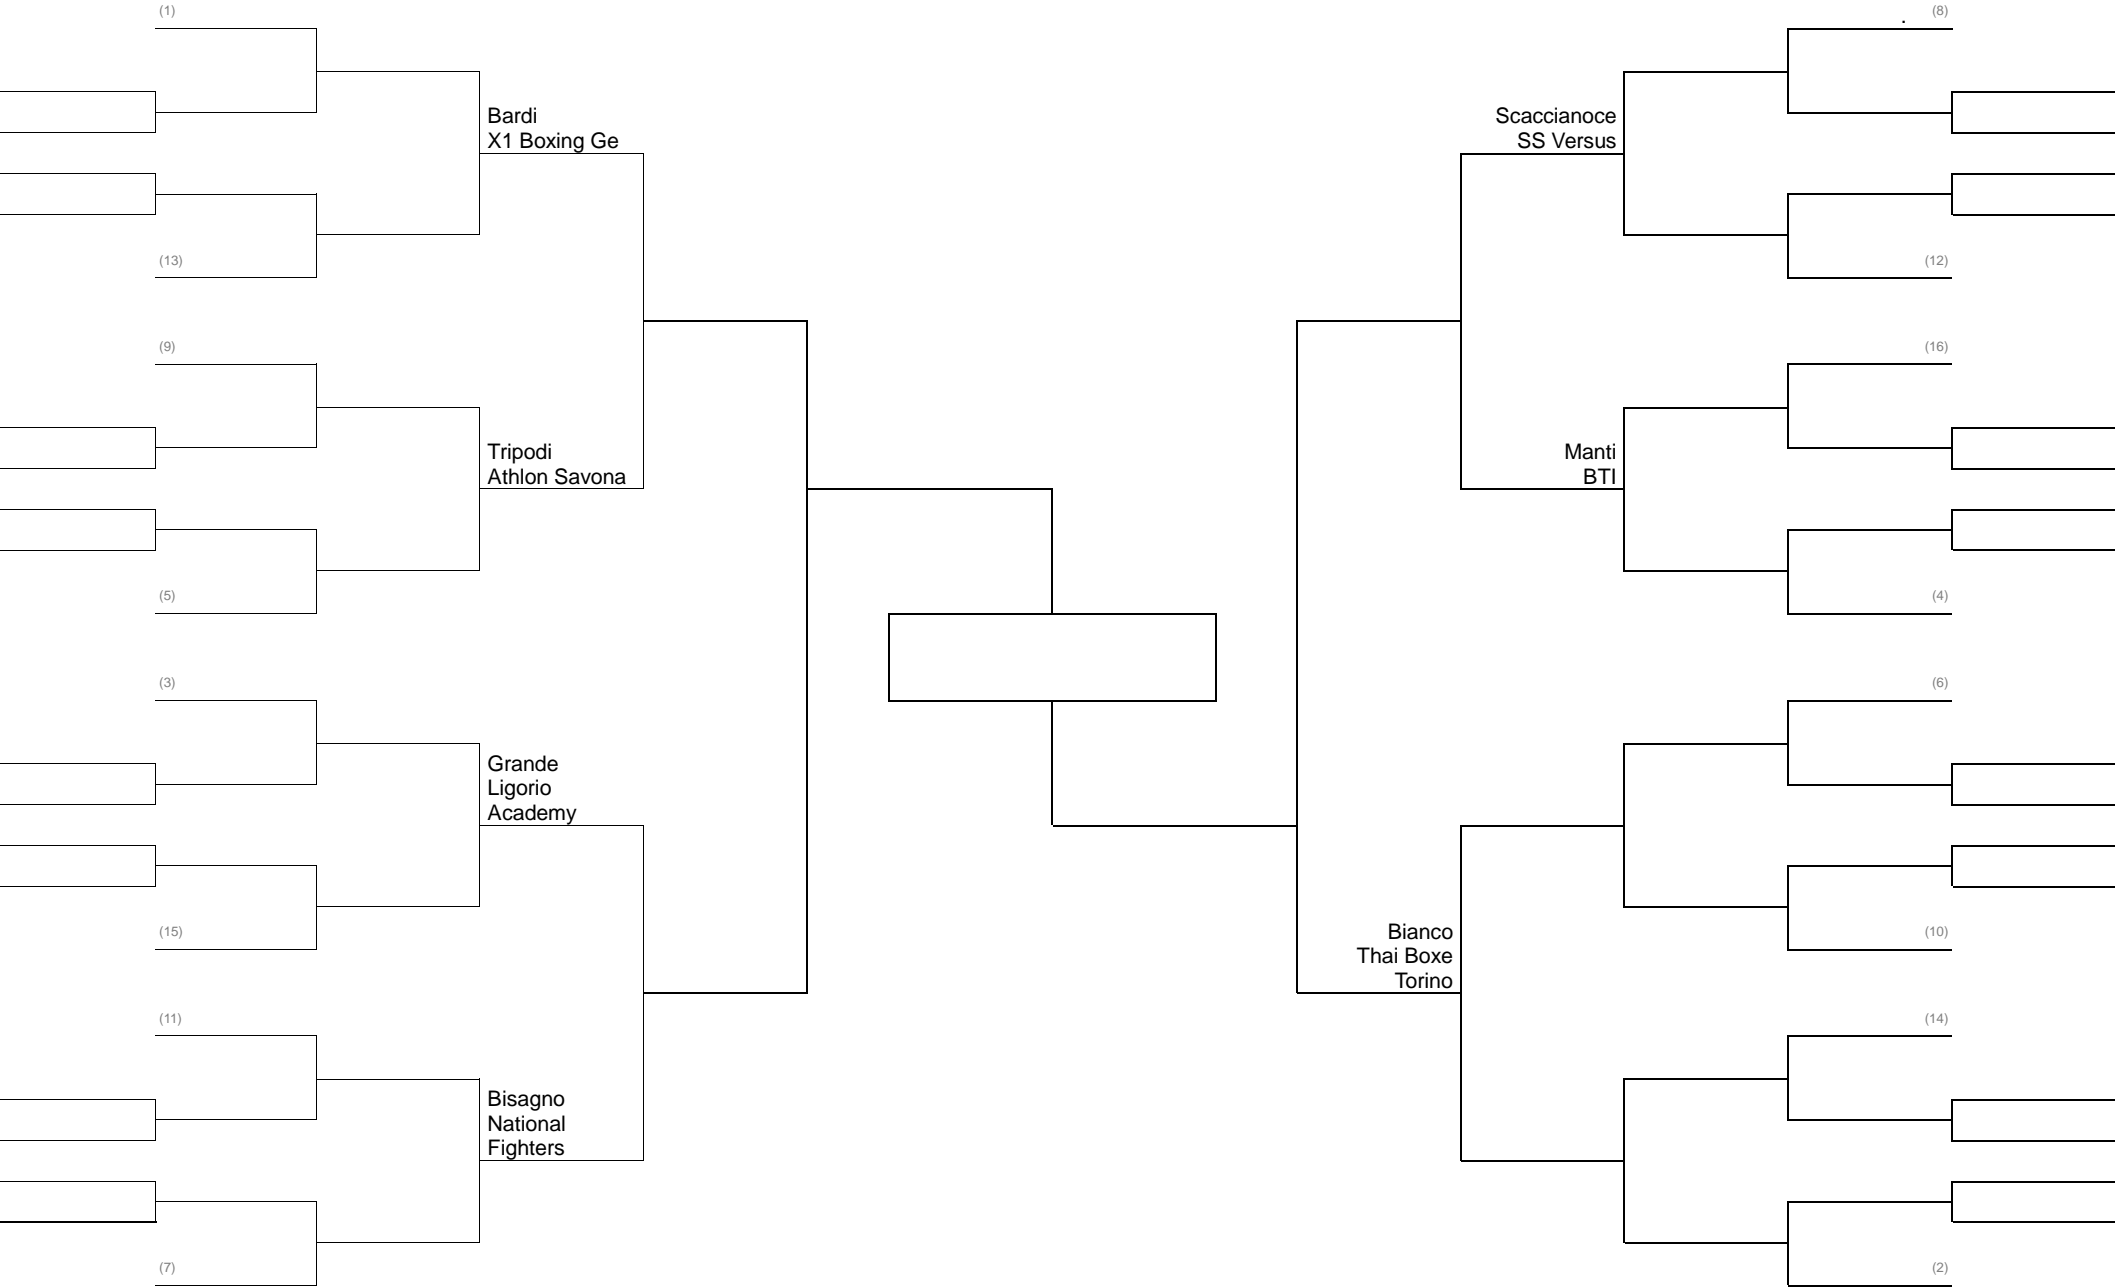 (1)
.
(8)
Bardi
X1 Boxing Ge
Scaccianoce
SS Versus
(13)
(12)
(9)
(16)
Tripodi
Athlon Savona
Manti
BTI
(5)
(4)
(3)
(6)
Grande
Ligorio
Academy
(15)
Bianco
Thai Boxe
Torino
(10)
(11)
(14)
Bisagno
National
Fighters
(7)
(2)